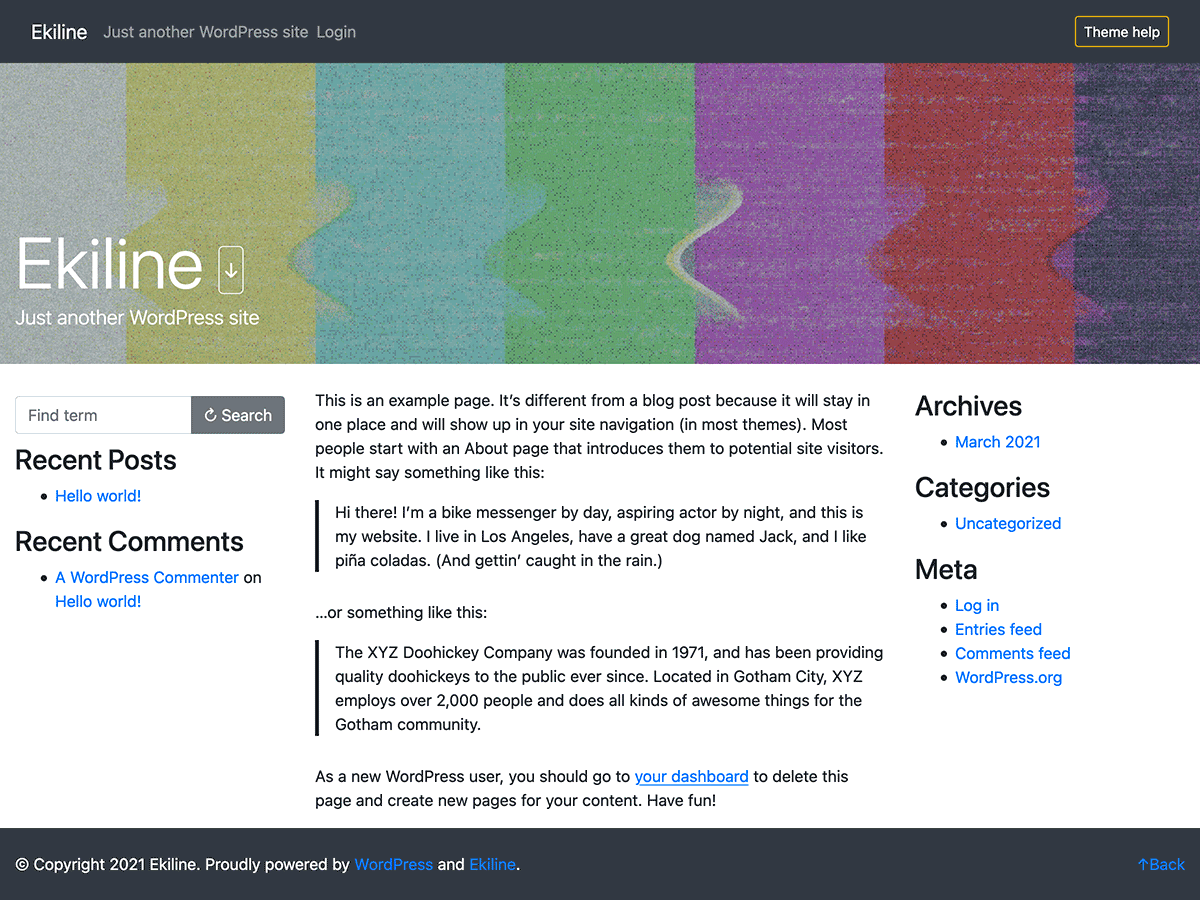 Ekiline Just another WordPress site Login Theme help
Ekiline ↓
Just another WordPress site
Find term ↻ Search
Recent Posts
• Hello world!
Recent Comments
• A WordPress Commenter on
Hello world!
This is an example page. It’s different from a blog post because it will stay in
one place and will show up in your site navigation (in most themes). Most
people start with an About page that introduces them to potential site visitors.
It might say something like this:
Hi there! I’m a bike messenger by day, aspiring actor by night, and this is
my website. I live in Los Angeles, have a great dog named Jack, and I like
piña coladas. (And gettin’ caught in the rain.)
…or something like this:
The XYZ Doohickey Company was founded in 1971, and has been providing
quality doohickeys to the public ever since. Located in Gotham City, XYZ
employs over 2,000 people and does all kinds of awesome things for the
Gotham community.
As a new WordPress user, you should go to your dashboard to delete this
page and create new pages for your content. Have fun!
Archives
• March 2021
Categories
• Uncategorized
Meta
• Log in
• Entries feed
• Comments feed
• WordPress.org
© Copyright 2021 Ekiline. Proudly powered by WordPress and Ekiline. ↑Back